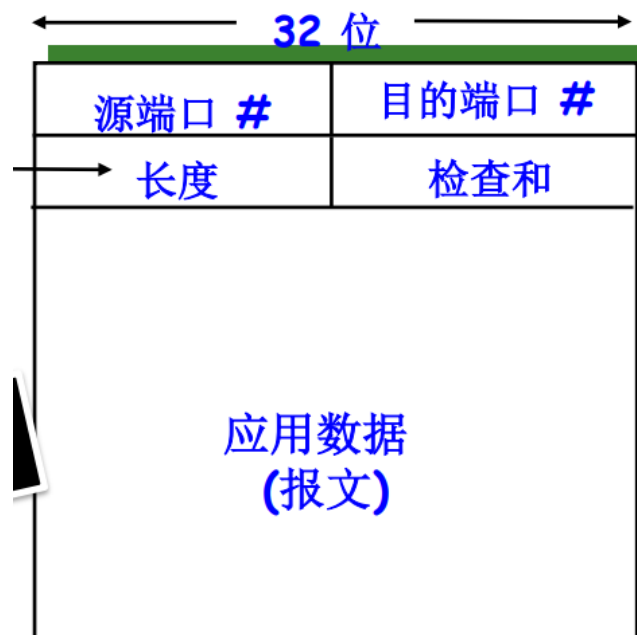 32 位
源端口 #
目的端口 #
长度
检查和
应用数据
(报文)